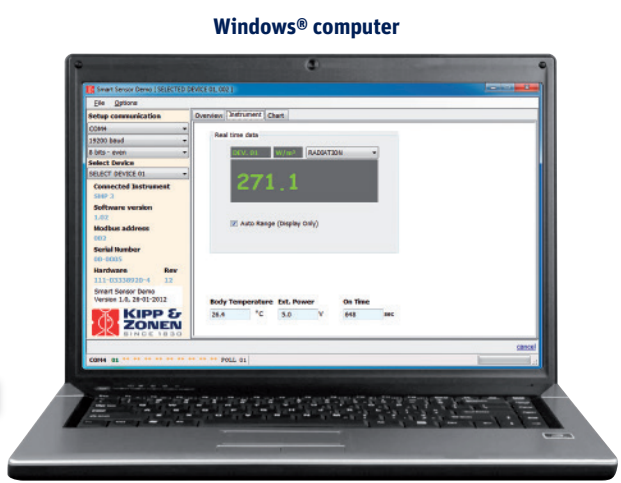 Windows® computer
Smart Sensor Demo | SELECTED DEVICE 01, 002 |
File Options
Setup communication
COM4
19200 baud
8 bits - even
Select Device
SELECT DEVICE 01
Connected Instrument
SMP 3
Software version
1.02
Modbus address
003
Serial Number
00-0005
Hardware Rev
111-03330920-4 12
Smart Sensor Demo
Version 1.0, 26-01-2012
KIPP &
ZONEN
SINCE 1830
Overview Instrument Chart
Real time data
DEV. 01 W/m² RADIATION
271.1
Auto Range (Display Only)
Body Temperature Ext. Power On Time
26.4 °C 5.0 V 648 sec
cancel
COM4 01 ** ** ** ** ** ** ** ** ** POLL 01